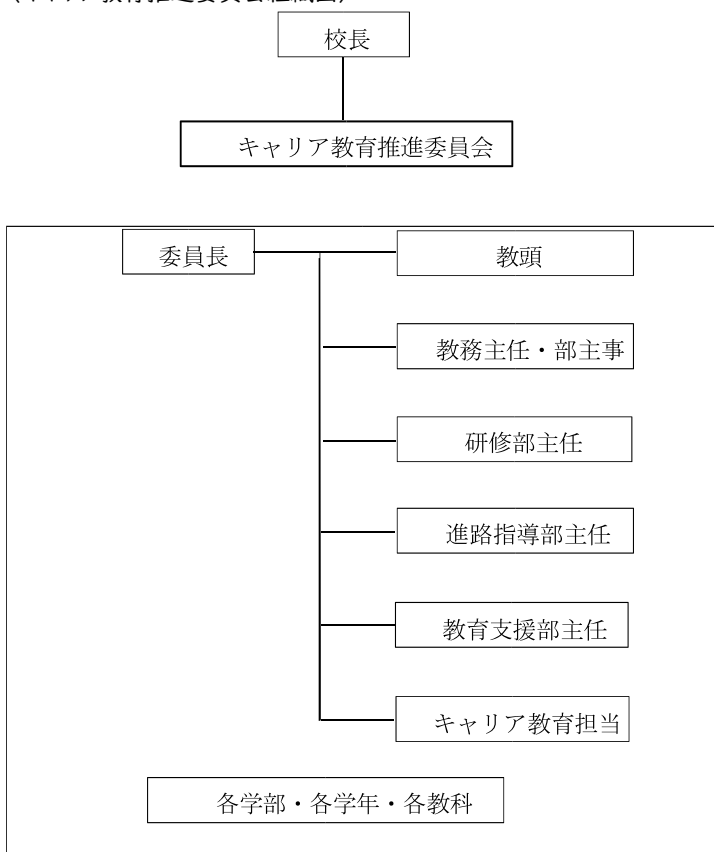 校長
キャリア教育推進委員会
委員長
教頭
教務主任・部主事
研修部主任
進路指導部主任
教育支援部主任
キャリア教育担当
各学部・各学年・各教科